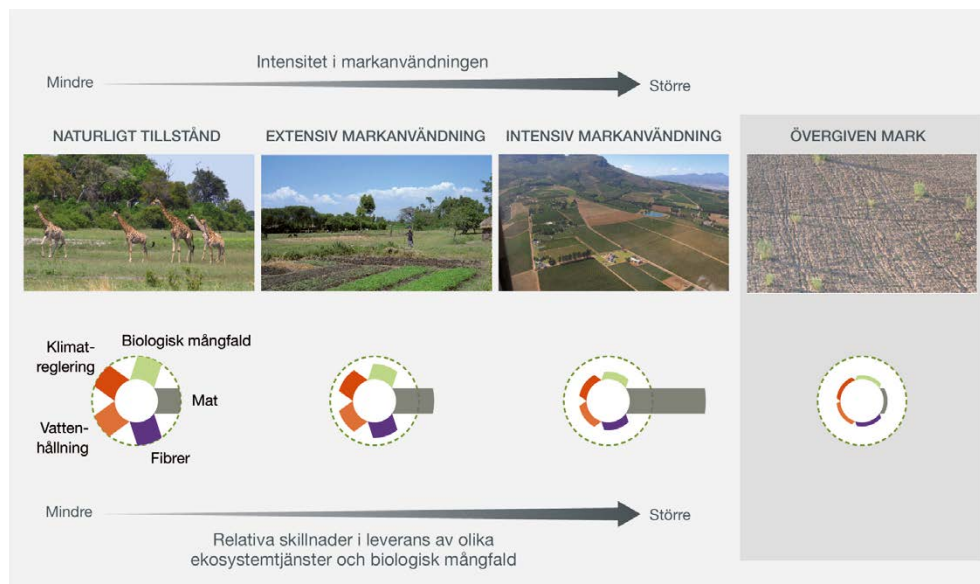 Intensitet i markanvändningen
Mindre
Större
NATURLIGT TILLSTÅND
EXTENSIV MARKANVÄNDNING
INTENSIV MARKANVÄNDNING
ÖVERGIVEN MARK
Klimat-
reglering
Biologisk mångfald
Mat
Vatten-
hållning
Fibrer
Mindre
Större
Relativa skillnader i leverans av olika
ekosystemtjänster och biologisk mångfald